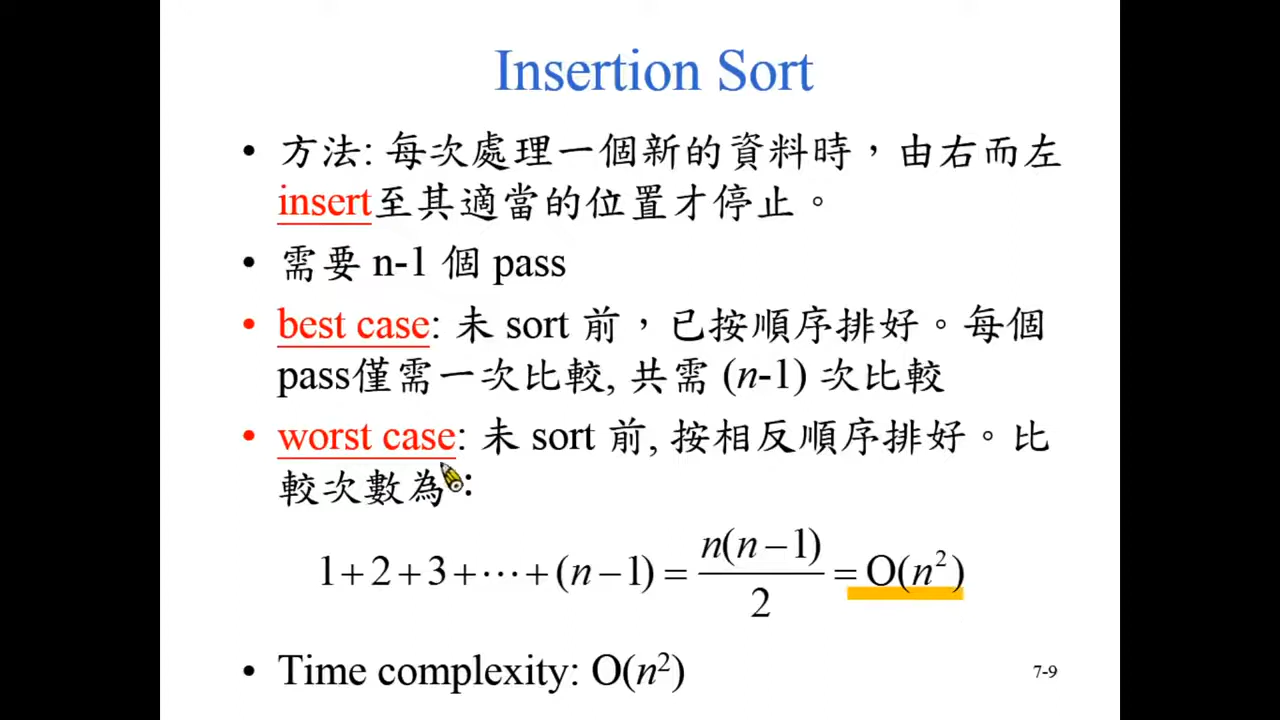 Insertion Sort
• 方法: 每次處理一個新的資料時，由右而左
insert至其適當的位置才停止。
• 需要 n-1 個 pass
• best case: 未 sort 前，已按順序排好。每個
pass僅需一次比較, 共需 (n-1) 次比較
• worst case: 未 sort 前, 按相反順序排好。比
較次數為:
1+2+3+⋯+(n−1) = n(n−1)/2 = O(n²)
• Time complexity: O(n²)
7-9